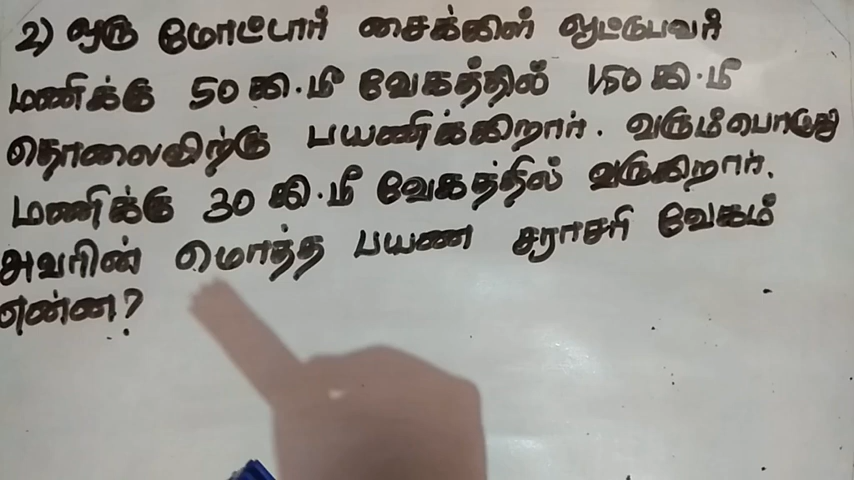 2) ஒரு மோட்டார் சைக்கிள் ஓட்டுபவர்
மணிக்கு 50 கி.மீ வேகத்தில் 150 கி.மீ
தொலைவிற்கு பயணிக்கிறார். வரும்பொழுது
மணிக்கு 30 கி.மீ வேகத்தில் வருகிறார்.
அவரின் மொத்த பயண சராசரி வேகம்
என்ன?